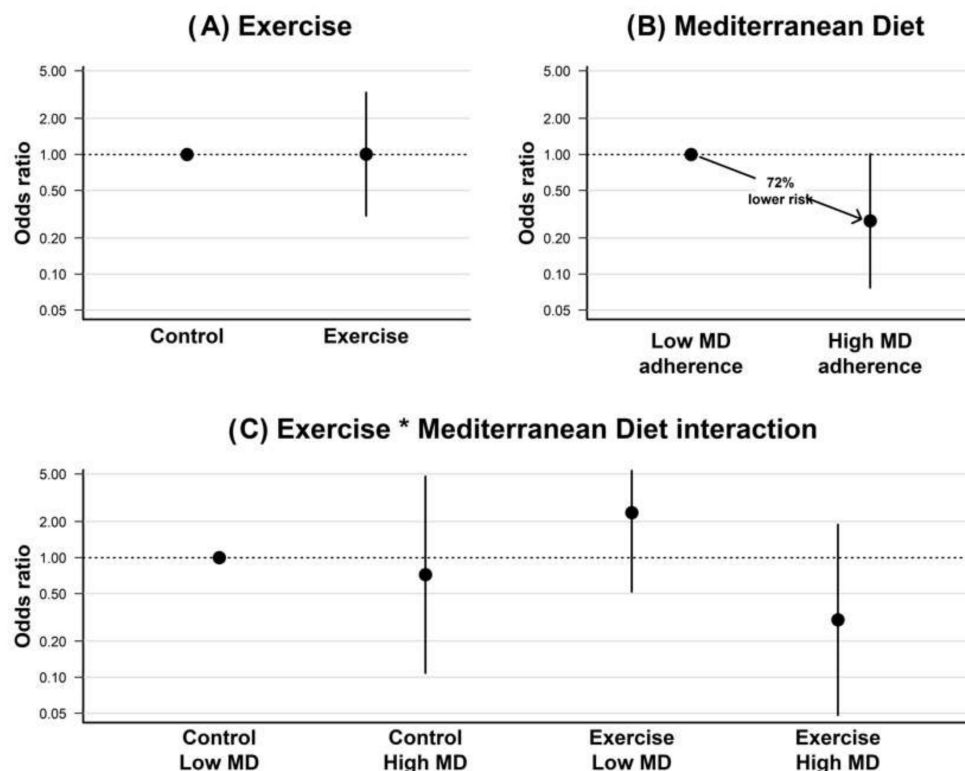 (A) Exercise
5.00
2.00
1.00
0.50
0.20
0.10
0.05
Odds ratio
Control Exercise
(B) Mediterranean Diet
5.00
2.00
1.00
0.50
0.20
0.10
0.05
Odds ratio
72%
lower risk
Low MD
adherence
High MD
adherence
(C) Exercise * Mediterranean Diet interaction
5.00
2.00
1.00
0.50
0.20
0.10
0.05
Odds ratio
Control
Low MD
Control
High MD
Exercise
Low MD
Exercise
High MD